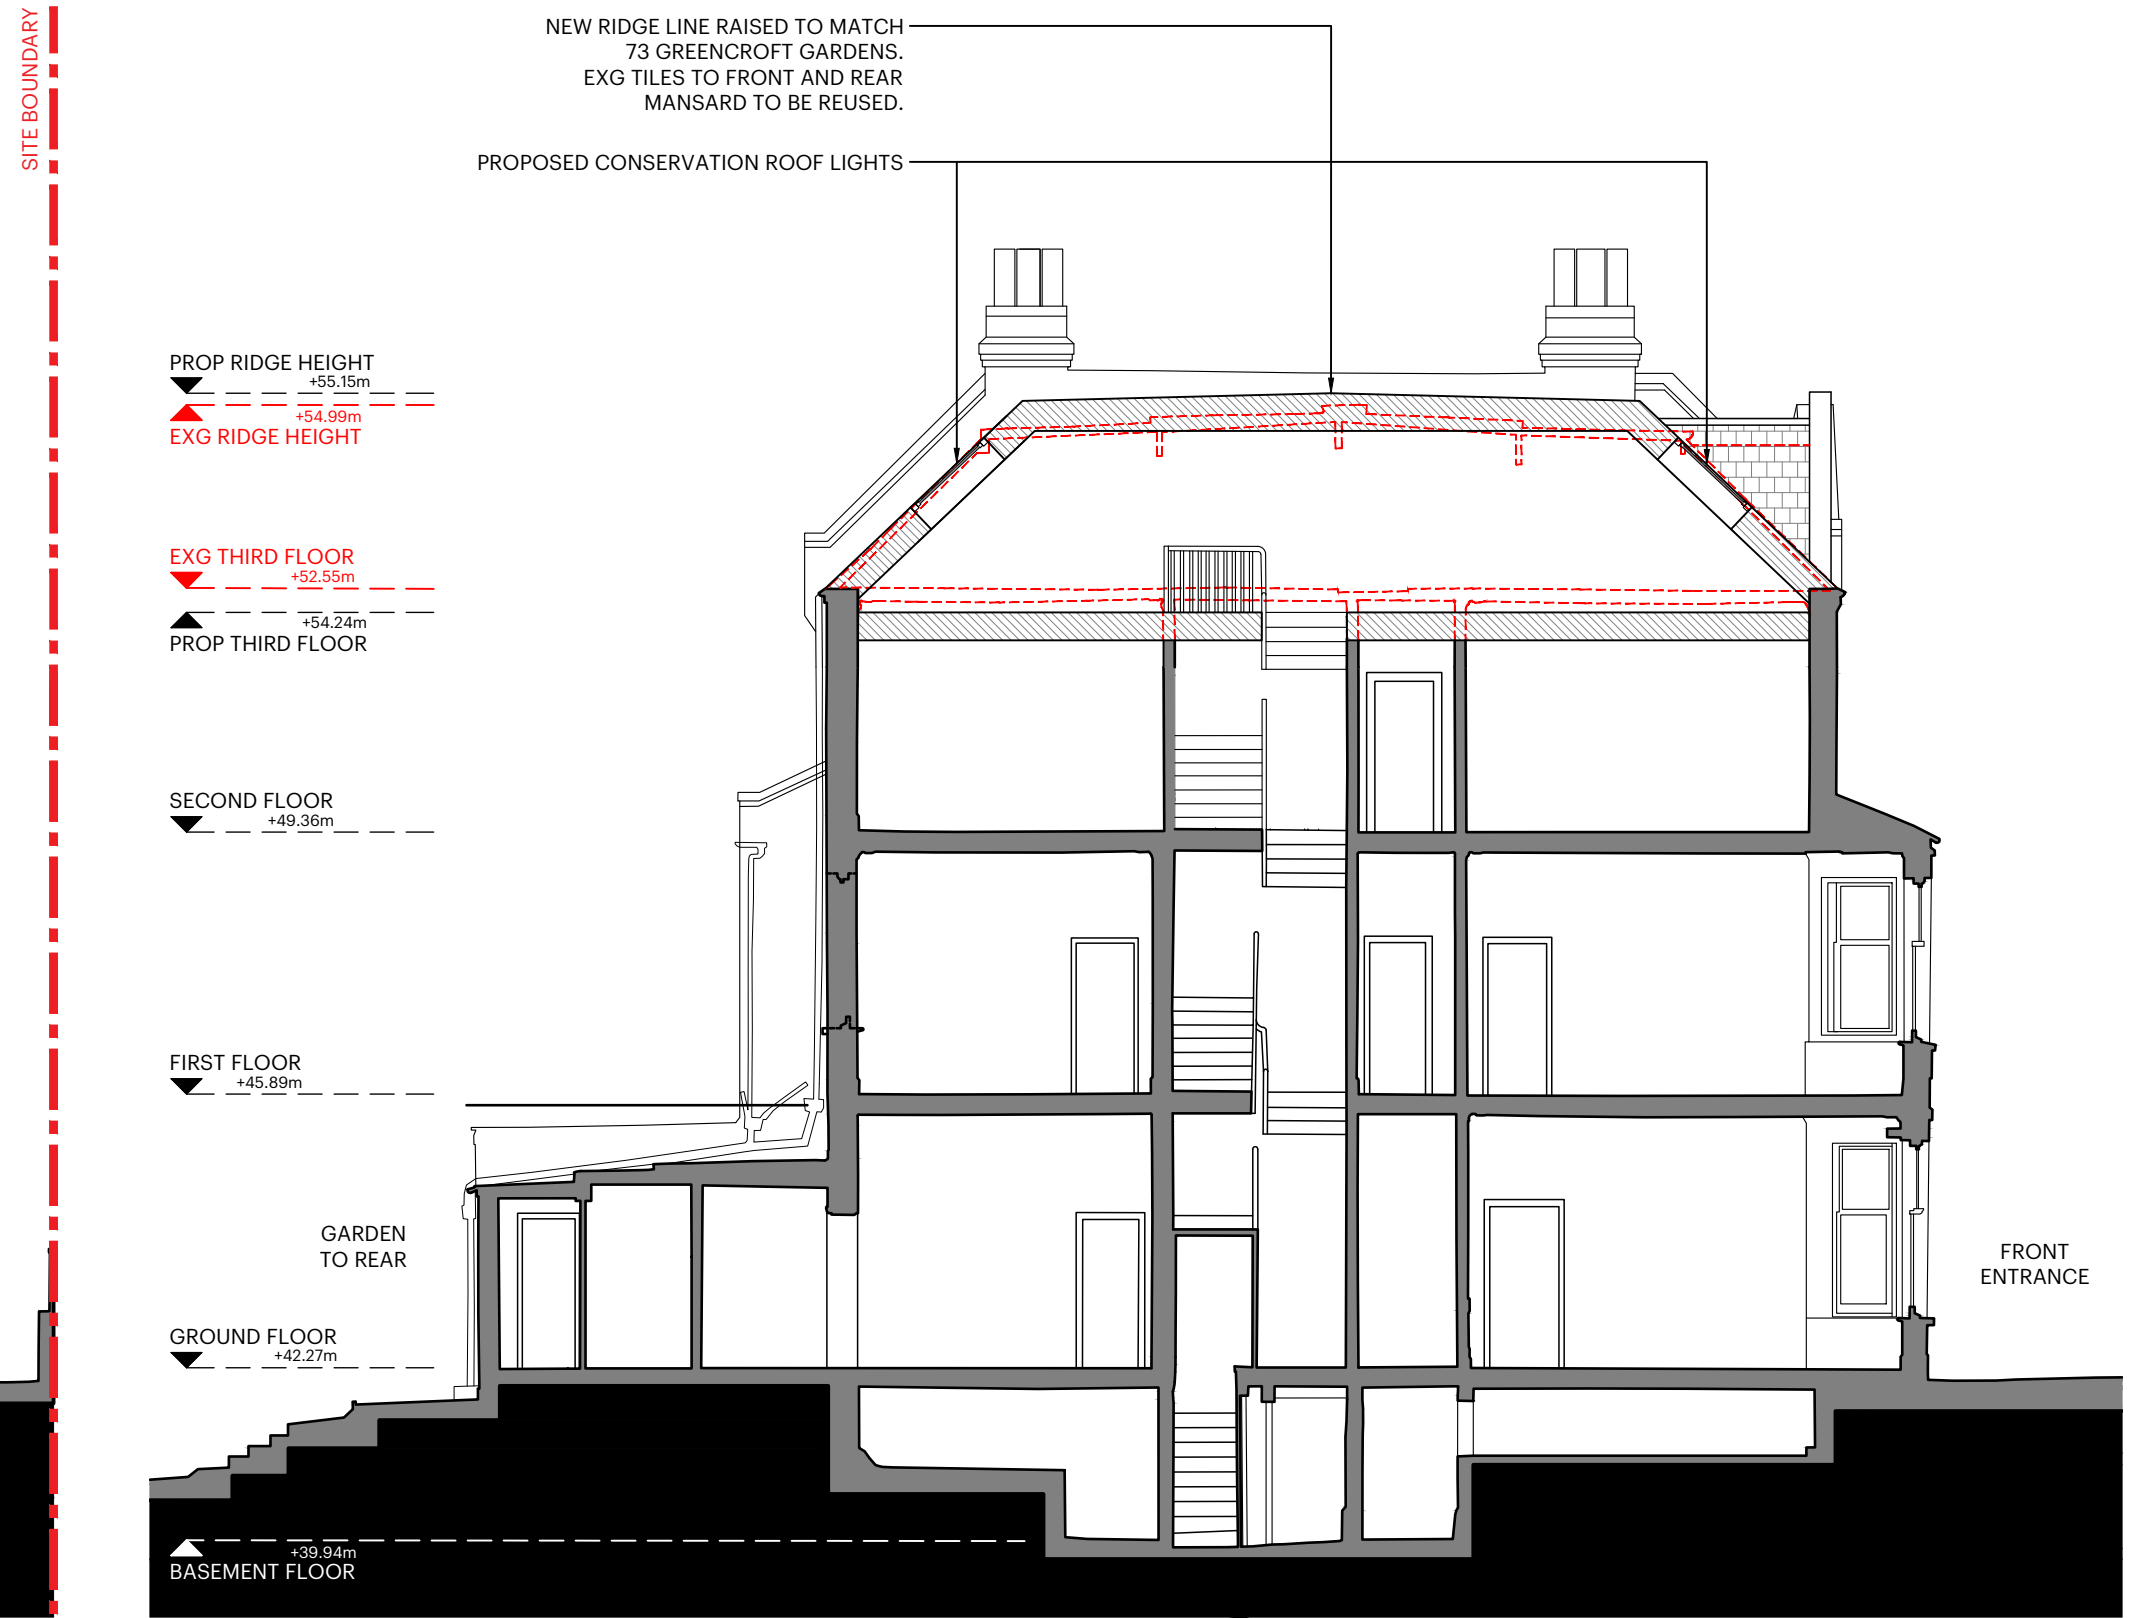 SITE BOUNDARY
NEW RIDGE LINE RAISED TO MATCH
73 GREENCROFT GARDENS.
EXG TILES TO FRONT AND REAR
MANSARD TO BE REUSED.
PROPOSED CONSERVATION ROOF LIGHTS
PROP RIDGE HEIGHT
+55.15m
+54.99m
EXG RIDGE HEIGHT
EXG THIRD FLOOR
+52.55m
+54.24m
PROP THIRD FLOOR
SECOND FLOOR
+49.36m
FIRST FLOOR
+45.89m
GARDEN
TO REAR
FRONT
ENTRANCE
GROUND FLOOR
+42.27m
+39.94m
BASEMENT FLOOR